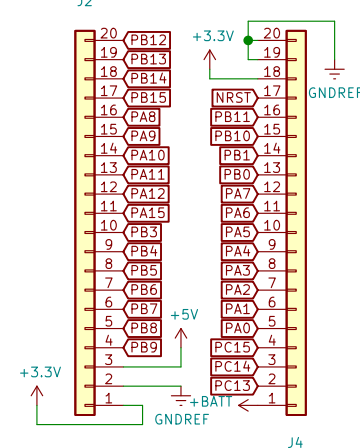 J2
20 PB12
19 PB13
18 PB14
17 PB15
16 PA8
15 PA9
14 PA10
13 PA11
12 PA12
11 PA15
10 PB3
9 PB4
8 PB5
7 PB6
6 PB7
5 PB8
4 PB9
3
2
1
+5V
+3.3V
GNDREF
+3.3V
GNDREF
20
19
18
NRST 17
PB11 16
PB10 15
PB1 14
PB0 13
PA7 12
PA6 11
PA5 10
PA4 9
PA3 8
PA2 7
PA1 6
PA0 5
PC15 4
PC14 3
PC13 2
+BATT 1
J4